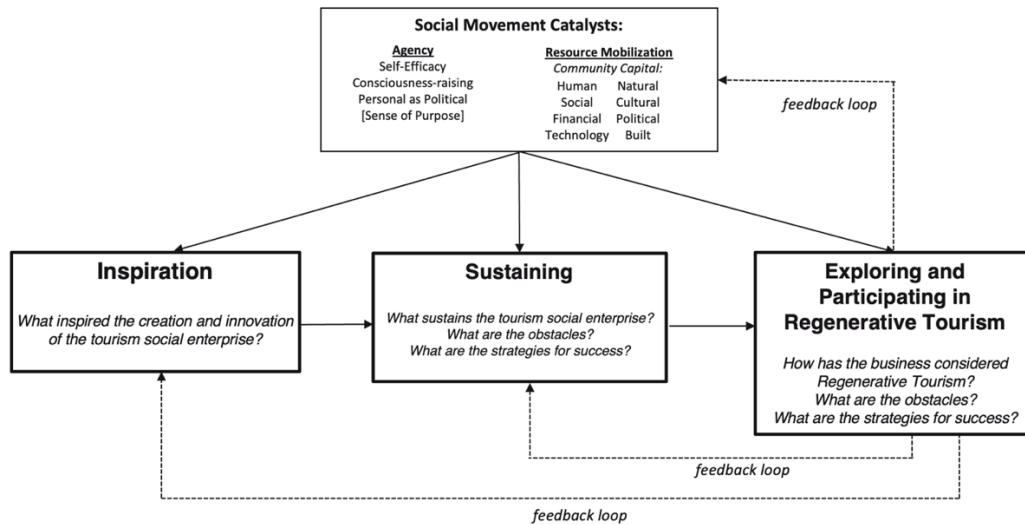 Social Movement Catalysts:
Agency
Self-Efficacy
Consciousness-raising
Personal as Political
[Sense of Purpose]
Resource Mobilization
Community Capital:
Human Natural
Social Cultural
Financial Political
Technology Built
feedback loop
Inspiration
What inspired the creation and innovation
of the tourism social enterprise?
Sustaining
What sustains the tourism social enterprise?
What are the obstacles?
What are the strategies for success?
Exploring and
Participating in
Regenerative Tourism
How has the business considered
Regenerative Tourism?
What are the obstacles?
What are the strategies for success?
feedback loop
feedback loop